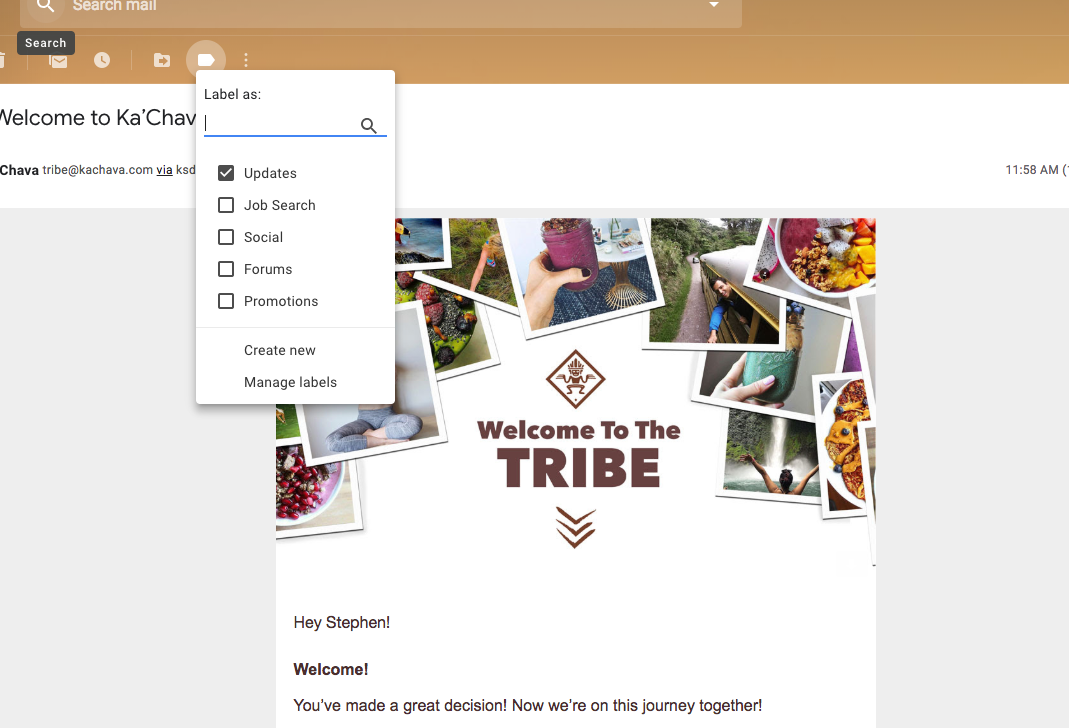 Search mail
Search
Label as:
Welcome to Ka’Chav
Chava tribe@kachava.com via ksd
11:58 AM (
Updates
Job Search
Social
Forums
Promotions
Create new
Manage labels
Welcome To The
TRIBE
Hey Stephen!
Welcome!
You’ve made a great decision! Now we’re on this journey together!